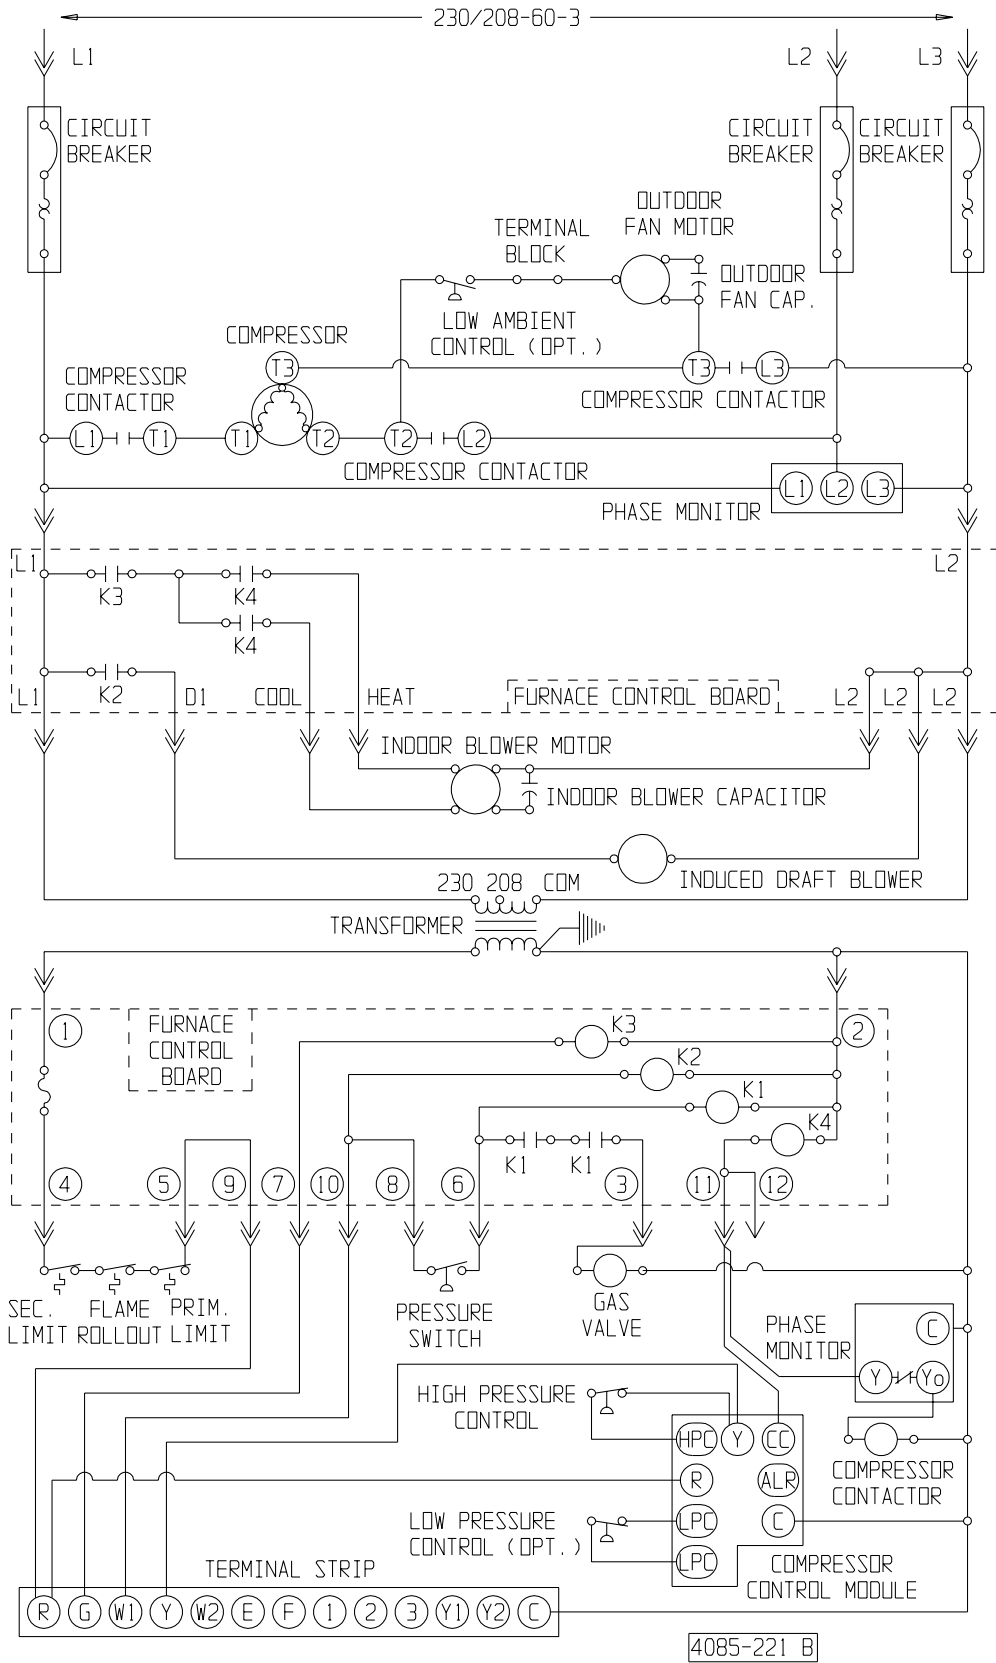 230/208-60-3
L1
L2
L3
CIRCUIT
BREAKER
CIRCUIT
BREAKER
CIRCUIT
BREAKER
OUTDOOR
FAN MOTOR
TERMINAL
BLOCK
OUTDOOR
FAN CAP.
LOW AMBIENT
CONTROL (OPT.)
COMPRESSOR
T3
T3
L3
COMPRESSOR
CONTACTOR
COMPRESSOR CONTACTOR
L1
T1
T1
T2
T2
L2
COMPRESSOR CONTACTOR
L1
L2
L3
PHASE MONITOR
L1
L2
K3
K4
K4
K2
L1
D1
COOL
HEAT
FURNACE CONTROL BOARD
L2
L2
L2
INDOOR BLOWER MOTOR
INDOOR BLOWER CAPACITOR
INDUCED DRAFT BLOWER
230 208 COM
TRANSFORMER
1
FURNACE
CONTROL
BOARD
K3
2
K2
K1
K4
K1
K1
4
5
9
7
10
8
6
3
11
12
SEC.
LIMIT
FLAME
ROLLOUT
PRIM.
LIMIT
PRESSURE
SWITCH
GAS
VALVE
PHASE
MONITOR
C
Y
Yo
HIGH PRESSURE
CONTROL
HPC
Y
CC
COMPRESSOR
CONTACTOR
R
ALR
LOW PRESSURE
CONTROL (OPT.)
LPC
C
LPC
COMPRESSOR
CONTROL MODULE
TERMINAL STRIP
R G W1 Y W2 E F 1 2 3 Y1 Y2 C
4085-221 B